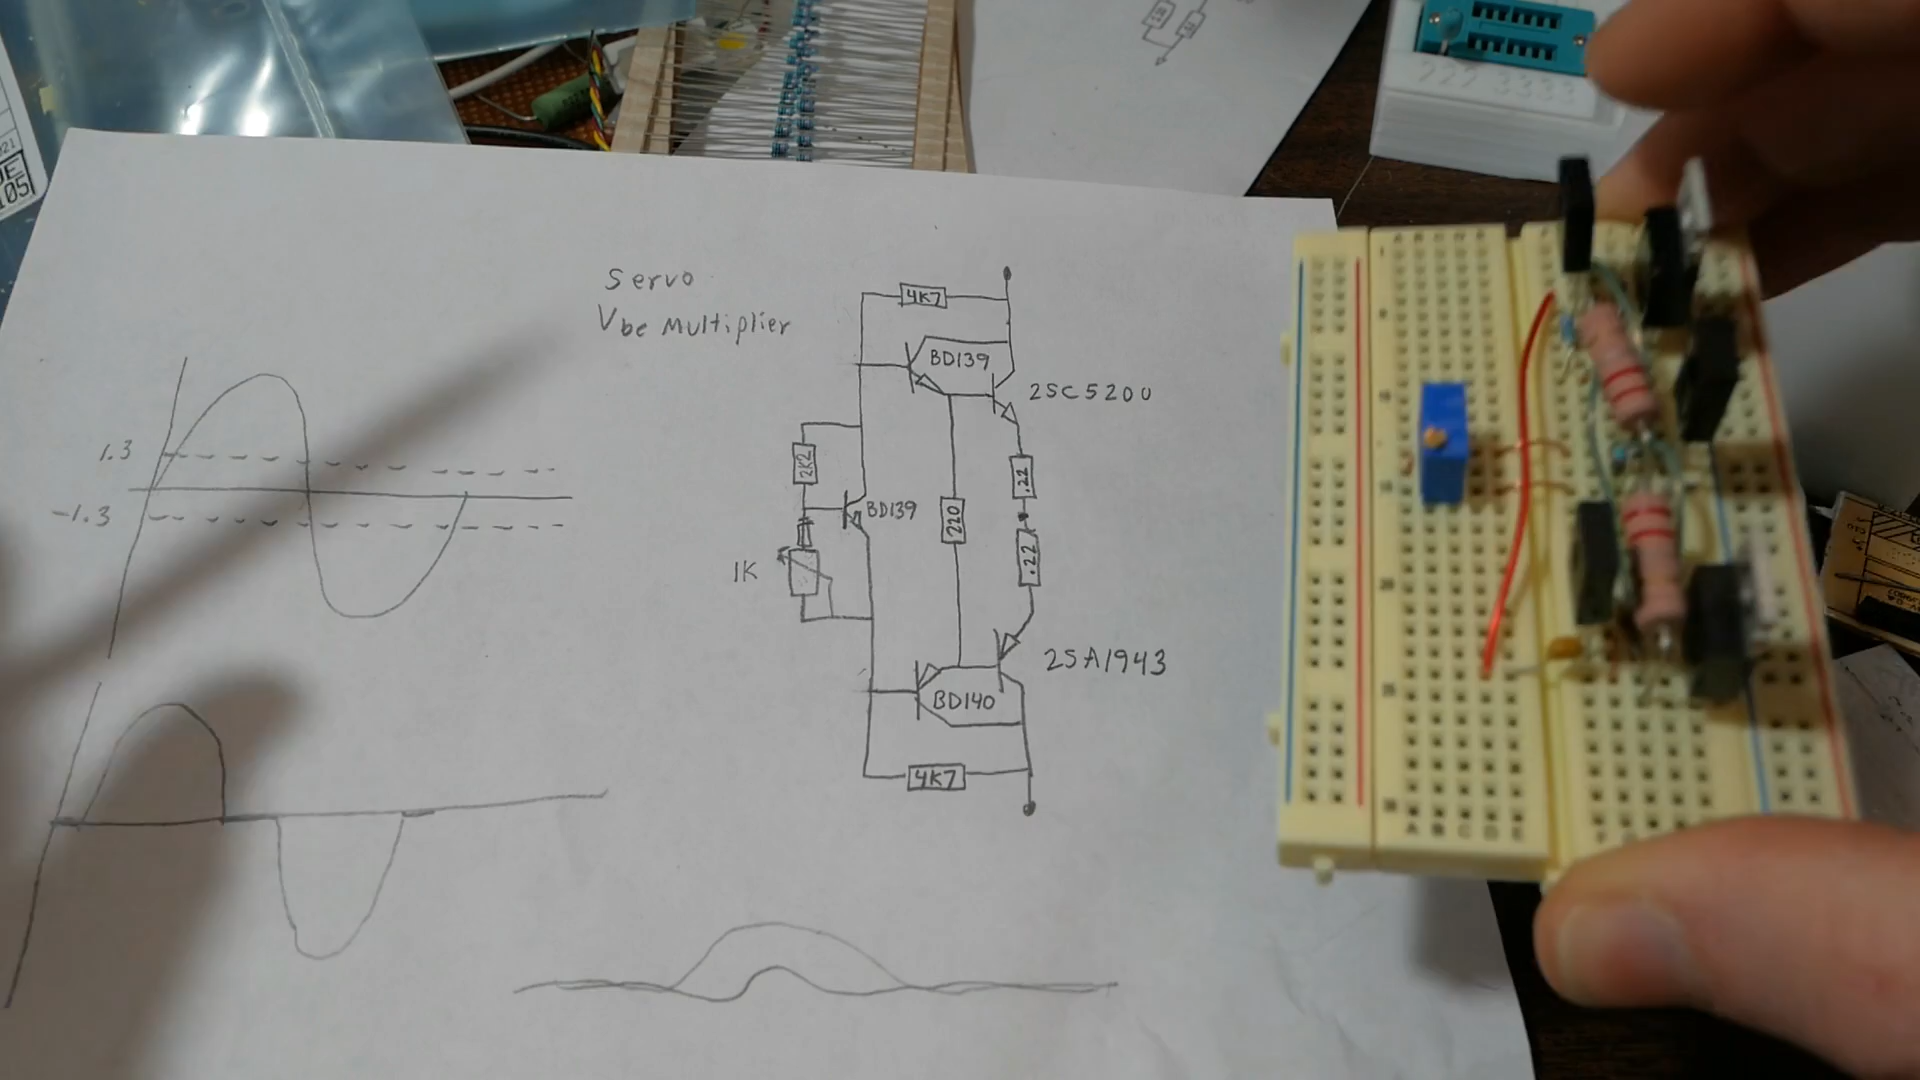 Servo
Vbe Multiplier
4K7
BD139
2SC5200
1.3
-1.3
2K2
BD139
220
.22
.22
1K
2SA1943
BD140
4K7
105